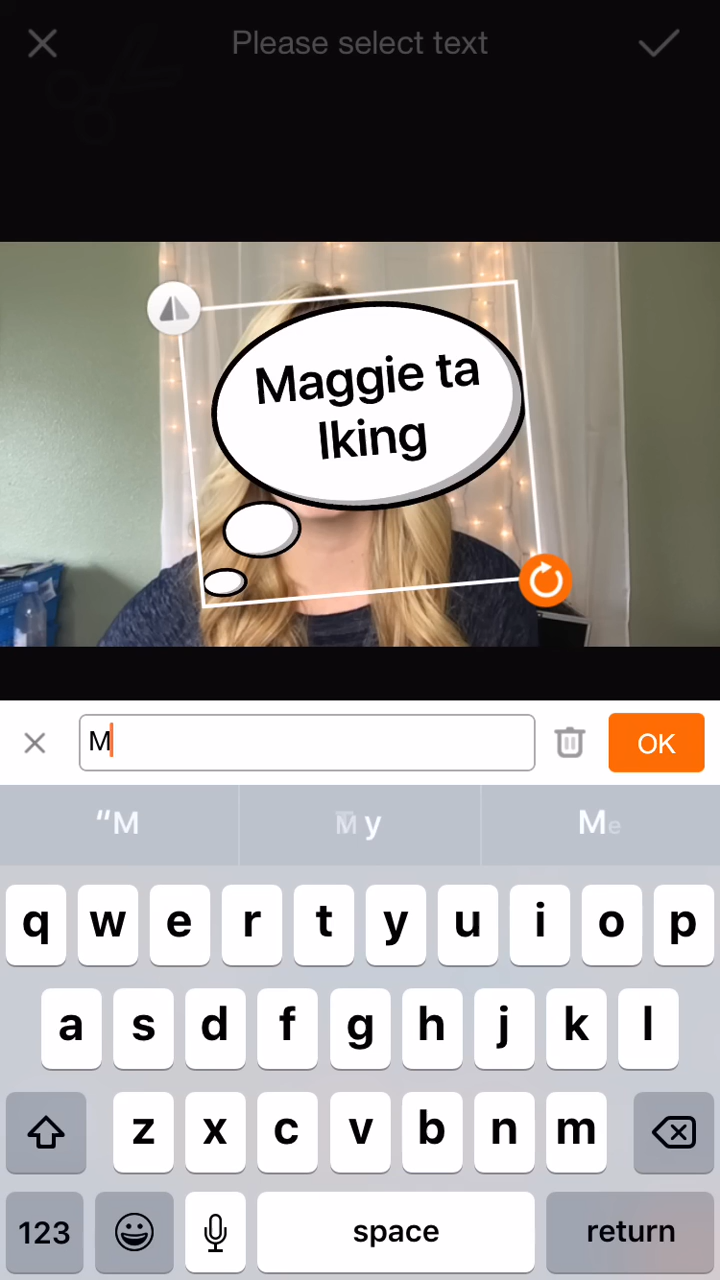 Please select text
Maggie ta
lking
M
OK
“M
My
Me
q w e r t y u i o p
a s d f g h j k l
z x c v b n m
123 space return